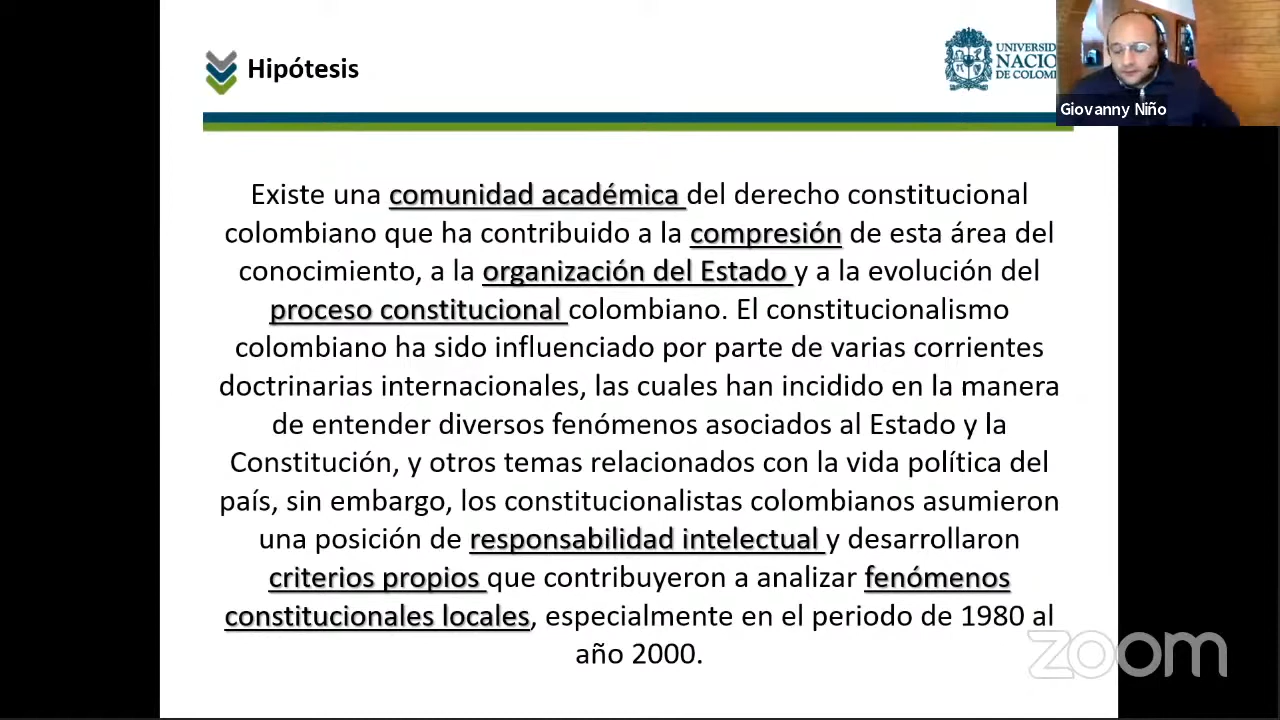 Hipótesis
UNIVERSID
NACIO
DE COLOM
Giovanny Niño
Existe una comunidad académica del derecho constitucional
colombiano que ha contribuido a la compresión de esta área del
conocimiento, a la organización del Estado y a la evolución del
proceso constitucional colombiano. El constitucionalismo
colombiano ha sido influenciado por parte de varias corrientes
doctrinarias internacionales, las cuales han incidido en la manera
de entender diversos fenómenos asociados al Estado y la
Constitución, y otros temas relacionados con la vida política del
país, sin embargo, los constitucionalistas colombianos asumieron
una posición de responsabilidad intelectual y desarrollaron
criterios propios que contribuyeron a analizar fenómenos
constitucionales locales, especialmente en el periodo de 1980 al
año 2000.
zoom